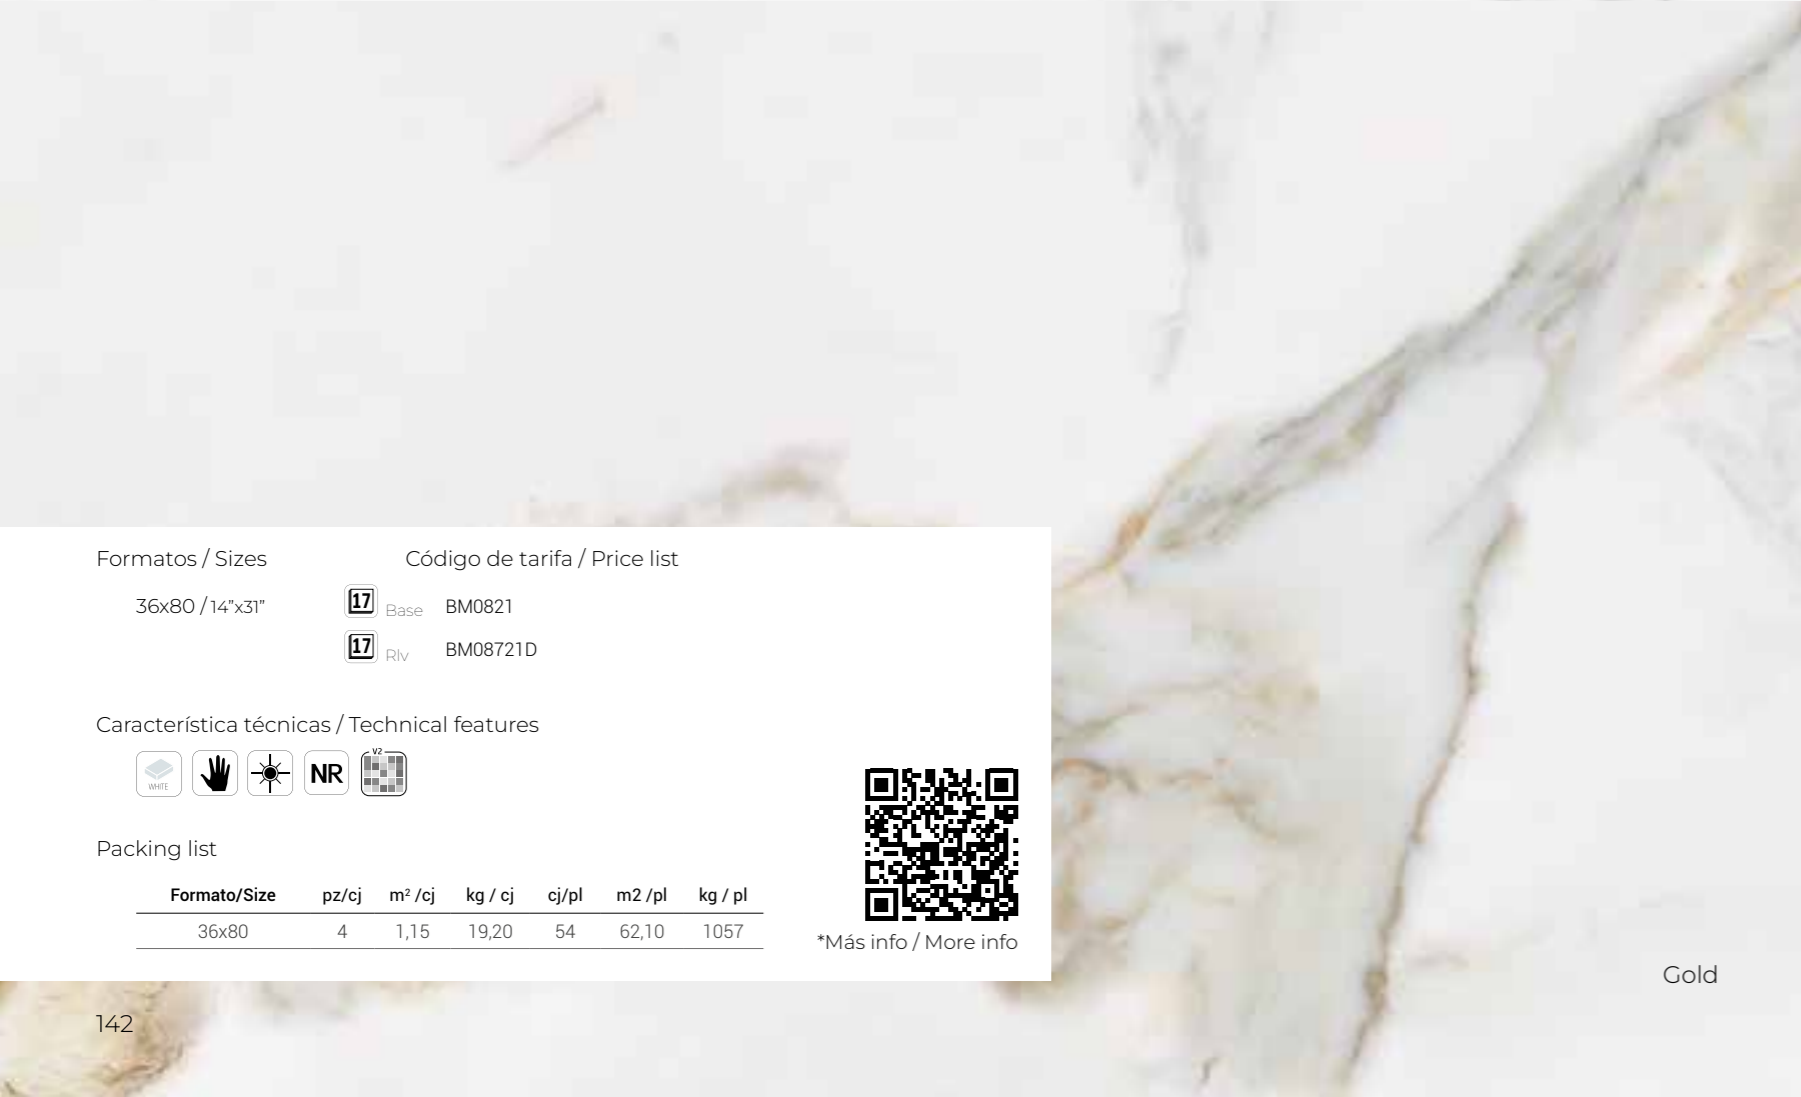 Formatos / Sizes
Código de tarifa / Price list
36x80 / 14”x31”
17 Base BM0821
17 Rlv BM08721D
Característica técnicas / Technical features
WHITE
NR
V2
Packing list
Formato/Size pz/cj m² /cj kg / cj cj/pl m2 /pl kg / pl
36x80 4 1,15 19,20 54 62,10 1057
*Más info / More info
Gold
142